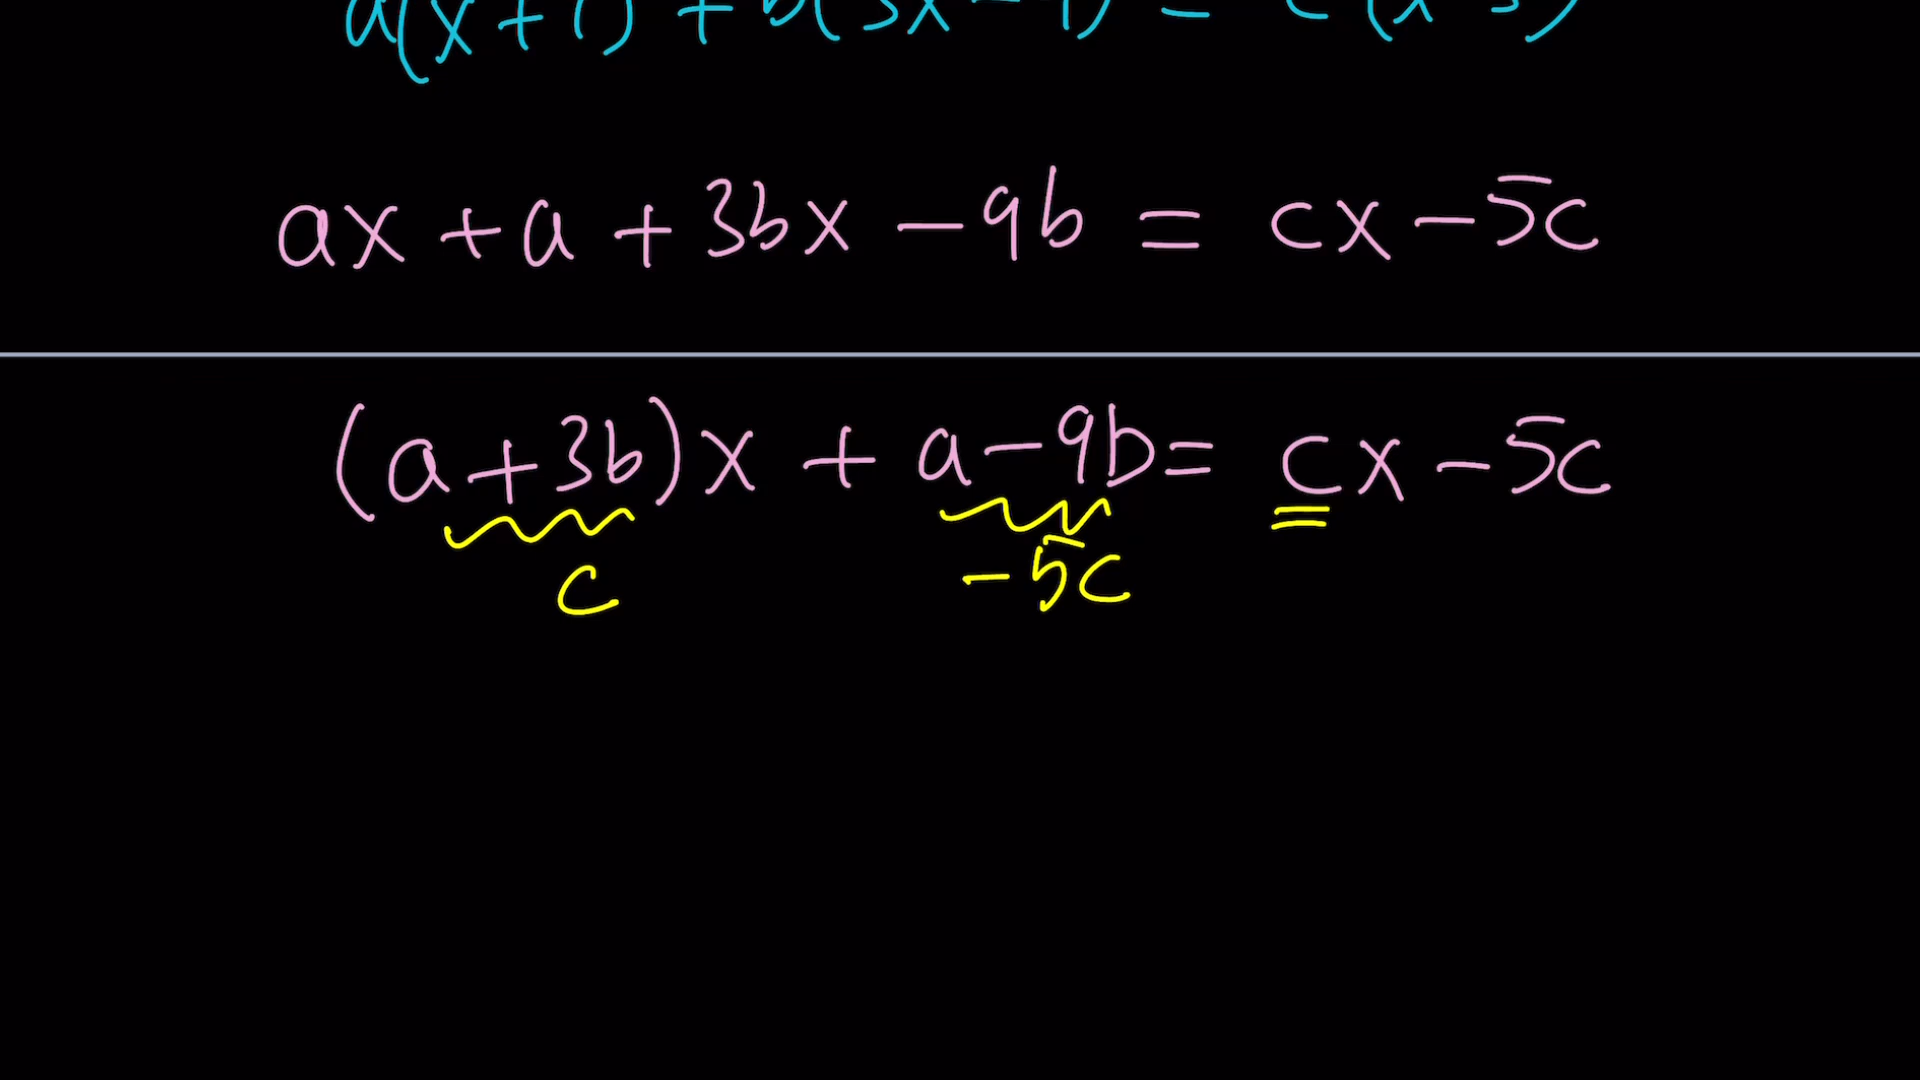 ax + a + 3bx - 9b = cx - 5c
(a + 3b)x + a - 9b = cx - 5c
c -5c